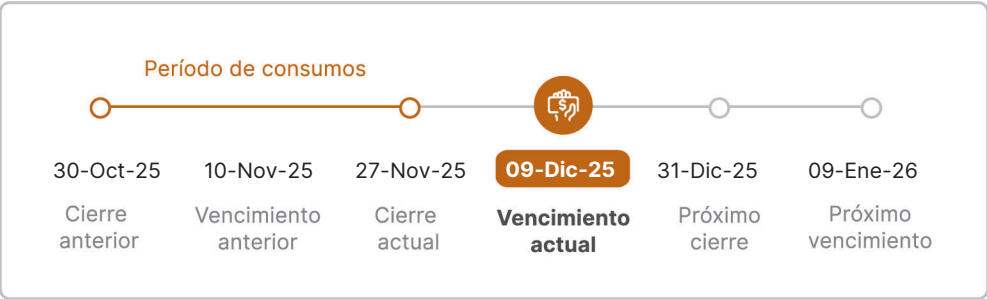 Período de consumos
$
30-Oct-25
10-Nov-25
27-Nov-25
09-Dic-25
31-Dic-25
09-Ene-26
Cierre
anterior
Vencimiento
anterior
Cierre
actual
Vencimiento
actual
Próximo
cierre
Próximo
vencimiento